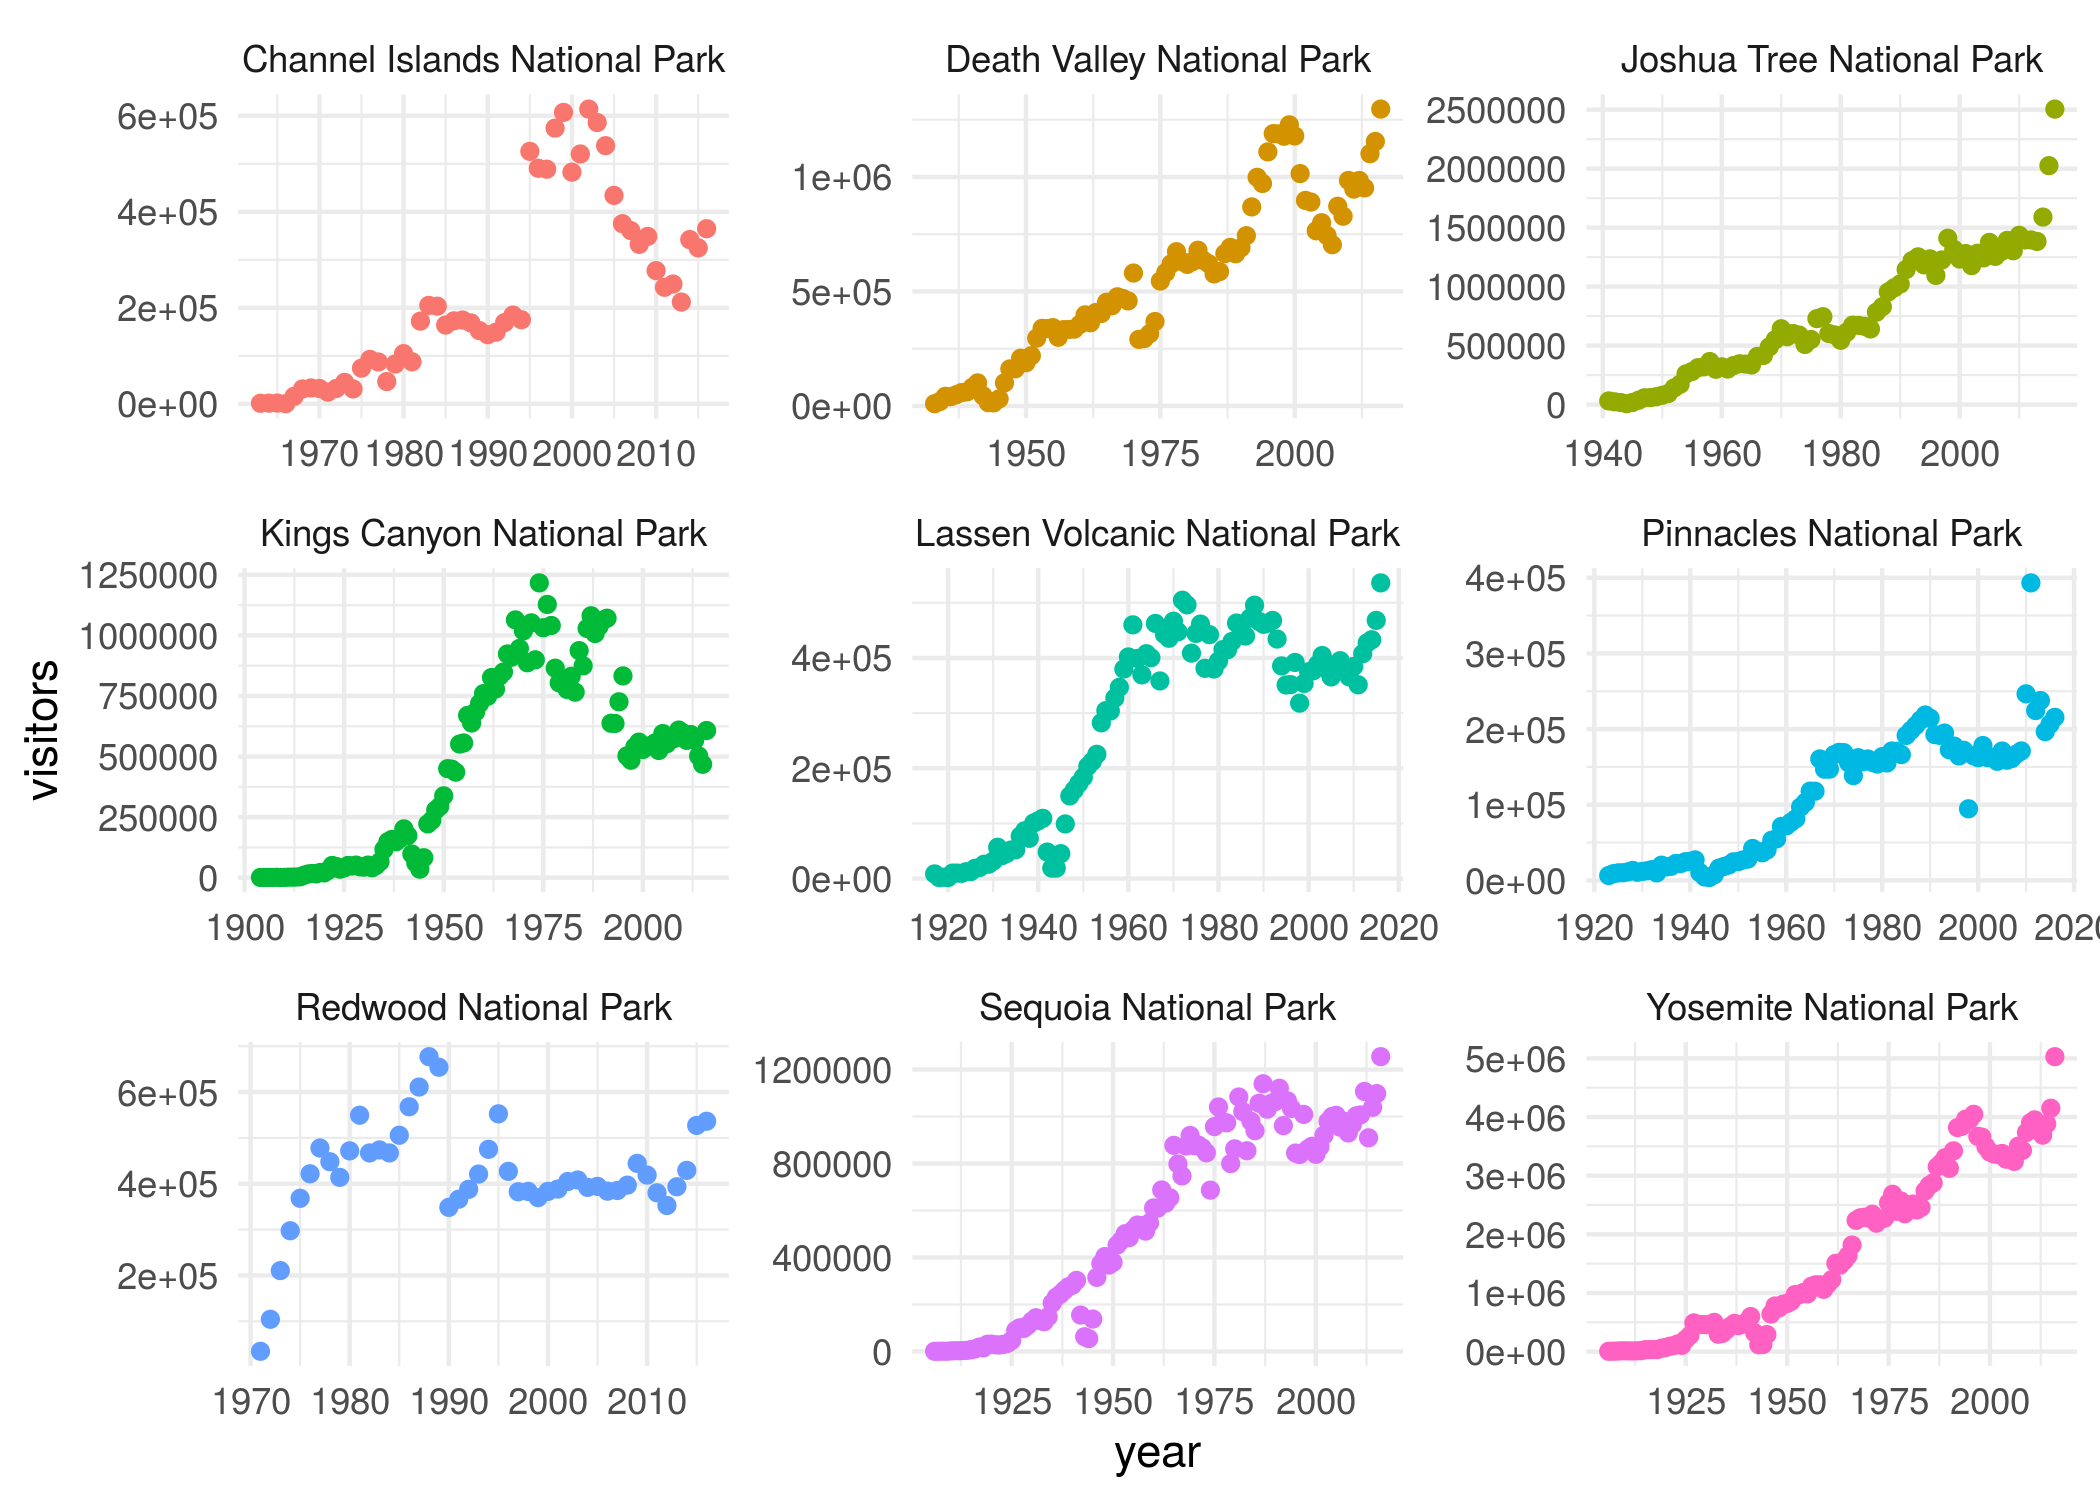 Channel Islands National Park
Death Valley National Park
Joshua Tree National Park
6e+05
4e+05
2e+05
0e+00
1970 1980 1990 2000 2010
1e+06
5e+05
0e+00
1950 1975 2000
2500000
2000000
1500000
1000000
500000
0
1940 1960 1980 2000
Kings Canyon National Park
Lassen Volcanic National Park
Pinnacles National Park
visitors
1250000
1000000
750000
500000
250000
0
1900 1925 1950 1975 2000
4e+05
2e+05
0e+00
1920 1940 1960 1980 2000 2020
4e+05
3e+05
2e+05
1e+05
0e+00
1920 1940 1960 1980 2000 202
Redwood National Park
Sequoia National Park
Yosemite National Park
6e+05
4e+05
2e+05
1970 1980 1990 2000 2010
1200000
800000
400000
0
1925 1950 1975 2000
5e+06
4e+06
3e+06
2e+06
1e+06
0e+00
1925 1950 1975 2000
year